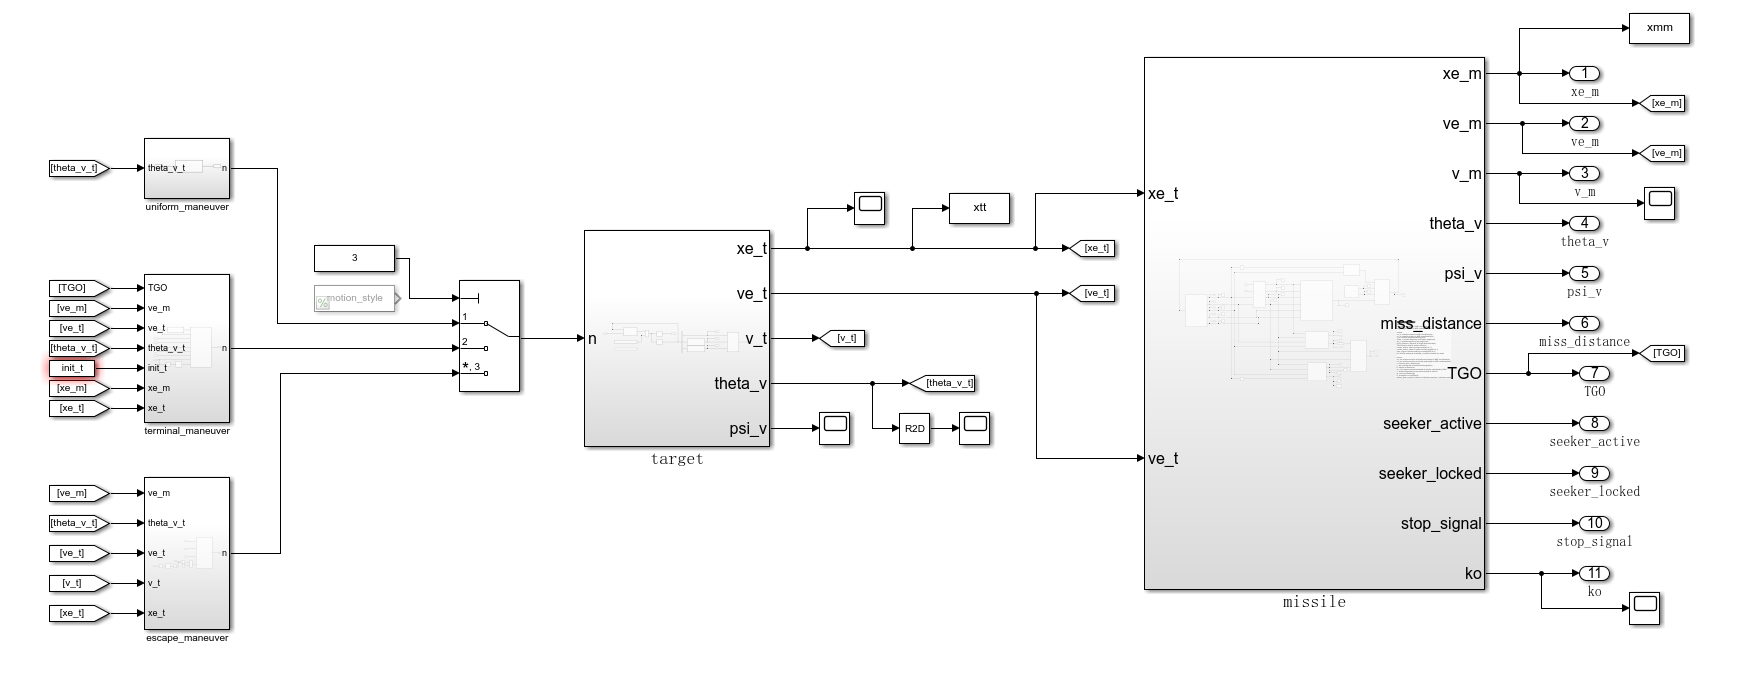 xmm
xe_m
1
xe_m
[xe_m]
ve_m
2
ve_m
[ve_m]
v_m
3
v_m
theta_v
4
theta_v
psi_v
5
psi_v
miss_distance
6
miss_distance
[TGO]
TGO
7
TGO
seeker_active
8
seeker_active
seeker_locked
9
seeker_locked
stop_signal
10
stop_signal
ko
11
ko
xe_t
ve_t
missile
[theta_v_t]
theta_v_t
n
uniform_maneuver
[TGO]
TGO
[ve_m]
ve_m
[ve_t]
ve_t
[theta_v_t]
theta_v_t
n
init_t
init_t
[xe_m]
xe_m
[xe_t]
xe_t
terminal_maneuver
[ve_m]
ve_m
[theta_v_t]
theta_v_t
[ve_t]
ve_t
n
[v_t]
v_t
[xe_t]
xe_t
escape_maneuver
3
motion_style
%
1
2
*, 3
n
xe_t
xtt
[xe_t]
ve_t
[ve_t]
v_t
[v_t]
theta_v
[theta_v_t]
R2D
psi_v
target